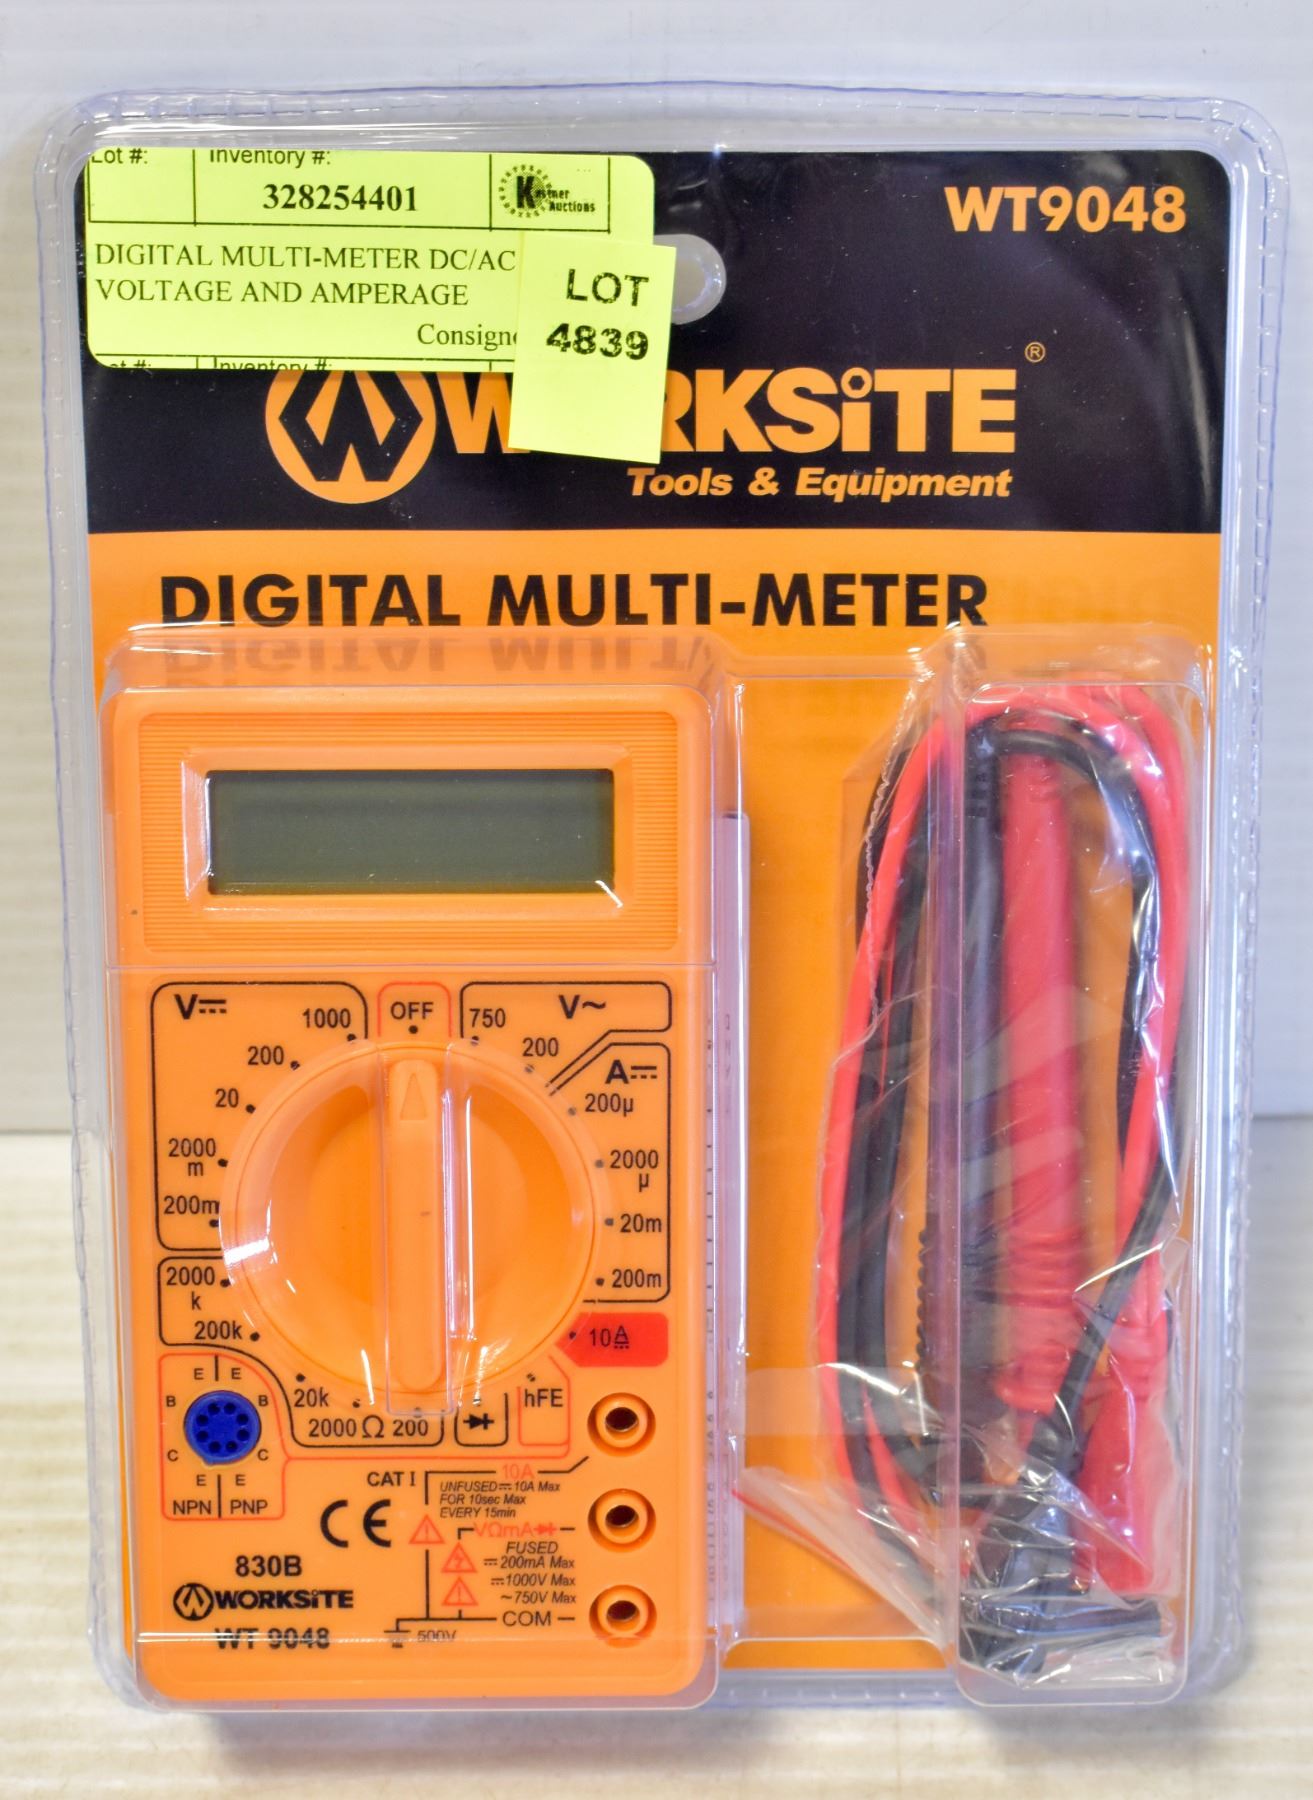 Lot #:
Inventory #:
328254401
Kastner
Auctions
DIGITAL MULTI-METER DC/AC
VOLTAGE AND AMPERAGE
LOT
4839
WT9048
®
RKSiTE
Tools & Equipment
DIGITAL MULTI-METER
V⎓
1000
OFF
750
V~
200
200
A⎓
20
200µ
2000
m
2000
µ
200m
20m
2000
k
200m
200k
10A
20k
2000 Ω 200
hFE
E E
B B
C C
E E
NPN PNP
CAT I
10A
UNFUSED⎓10A Max
FOR 10sec Max
EVERY 15min
CE
VΩmA
FUSED
⎓200mA Max
⎓1000V Max
~750V Max
COM
500V
830B
WORKSiTE
WT 9048